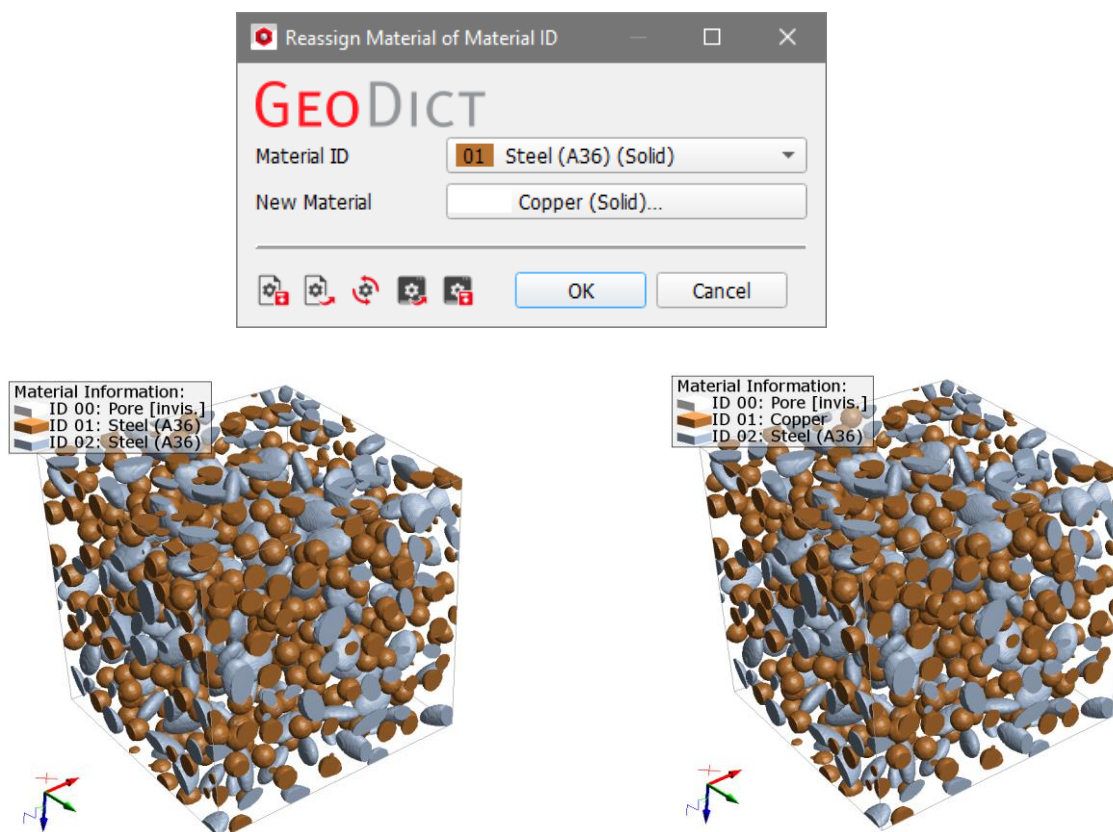 Reassign Material of Material ID
GEODICT
Material ID
01 Steel (A36) (Solid)
New Material
Copper (Solid)...
OK
Cancel
Material Information:
ID 00: Pore [invis.]
ID 01: Steel (A36)
ID 02: Steel (A36)
X
Z
Material Information:
ID 00: Pore [invis.]
ID 01: Copper
ID 02: Steel (A36)
X
Z